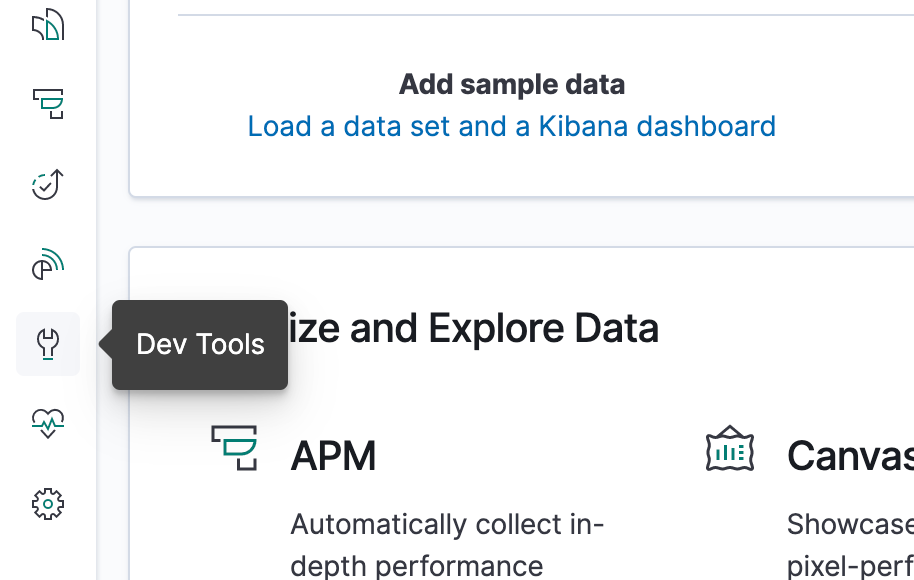 Add sample data
Load a data set and a Kibana dashboard
Dev Tools
ize and Explore Data
APM
Automatically collect in-
depth performance
Canvas
Showcase
pixel-perf